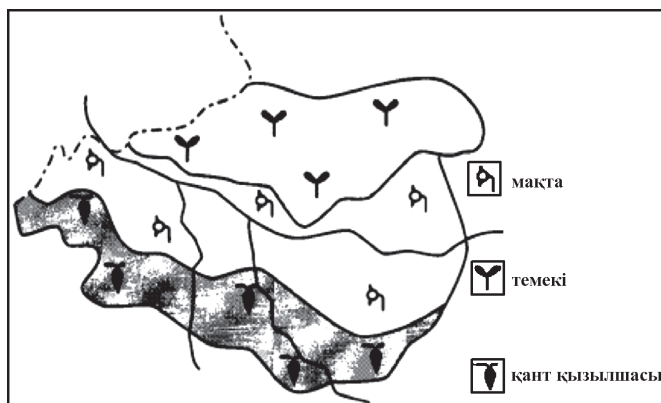 мақта
темекі
қант қызылшасы